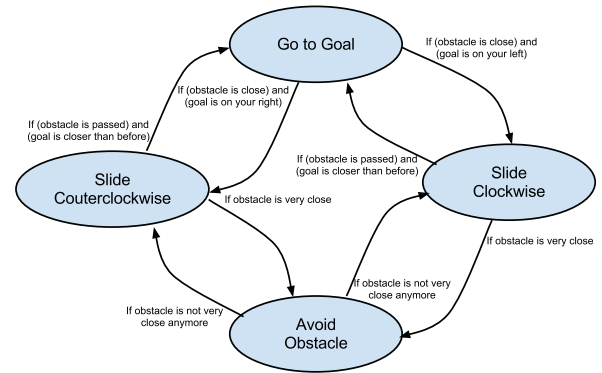 Go to Goal
If (obstacle is close) and
(goal is on your left)
If (obstacle is close) and
(goal is on your right)
If (obstacle is passed) and
(goal is closer than before)
If (obstacle is passed) and
(goal is closer than before)
Slide
Couterclockwise
Slide
Clockwise
If obstacle is very close
If obstacle is very close
If obstacle is not very
close anymore
If obstacle is not very
close anymore
Avoid
Obstacle